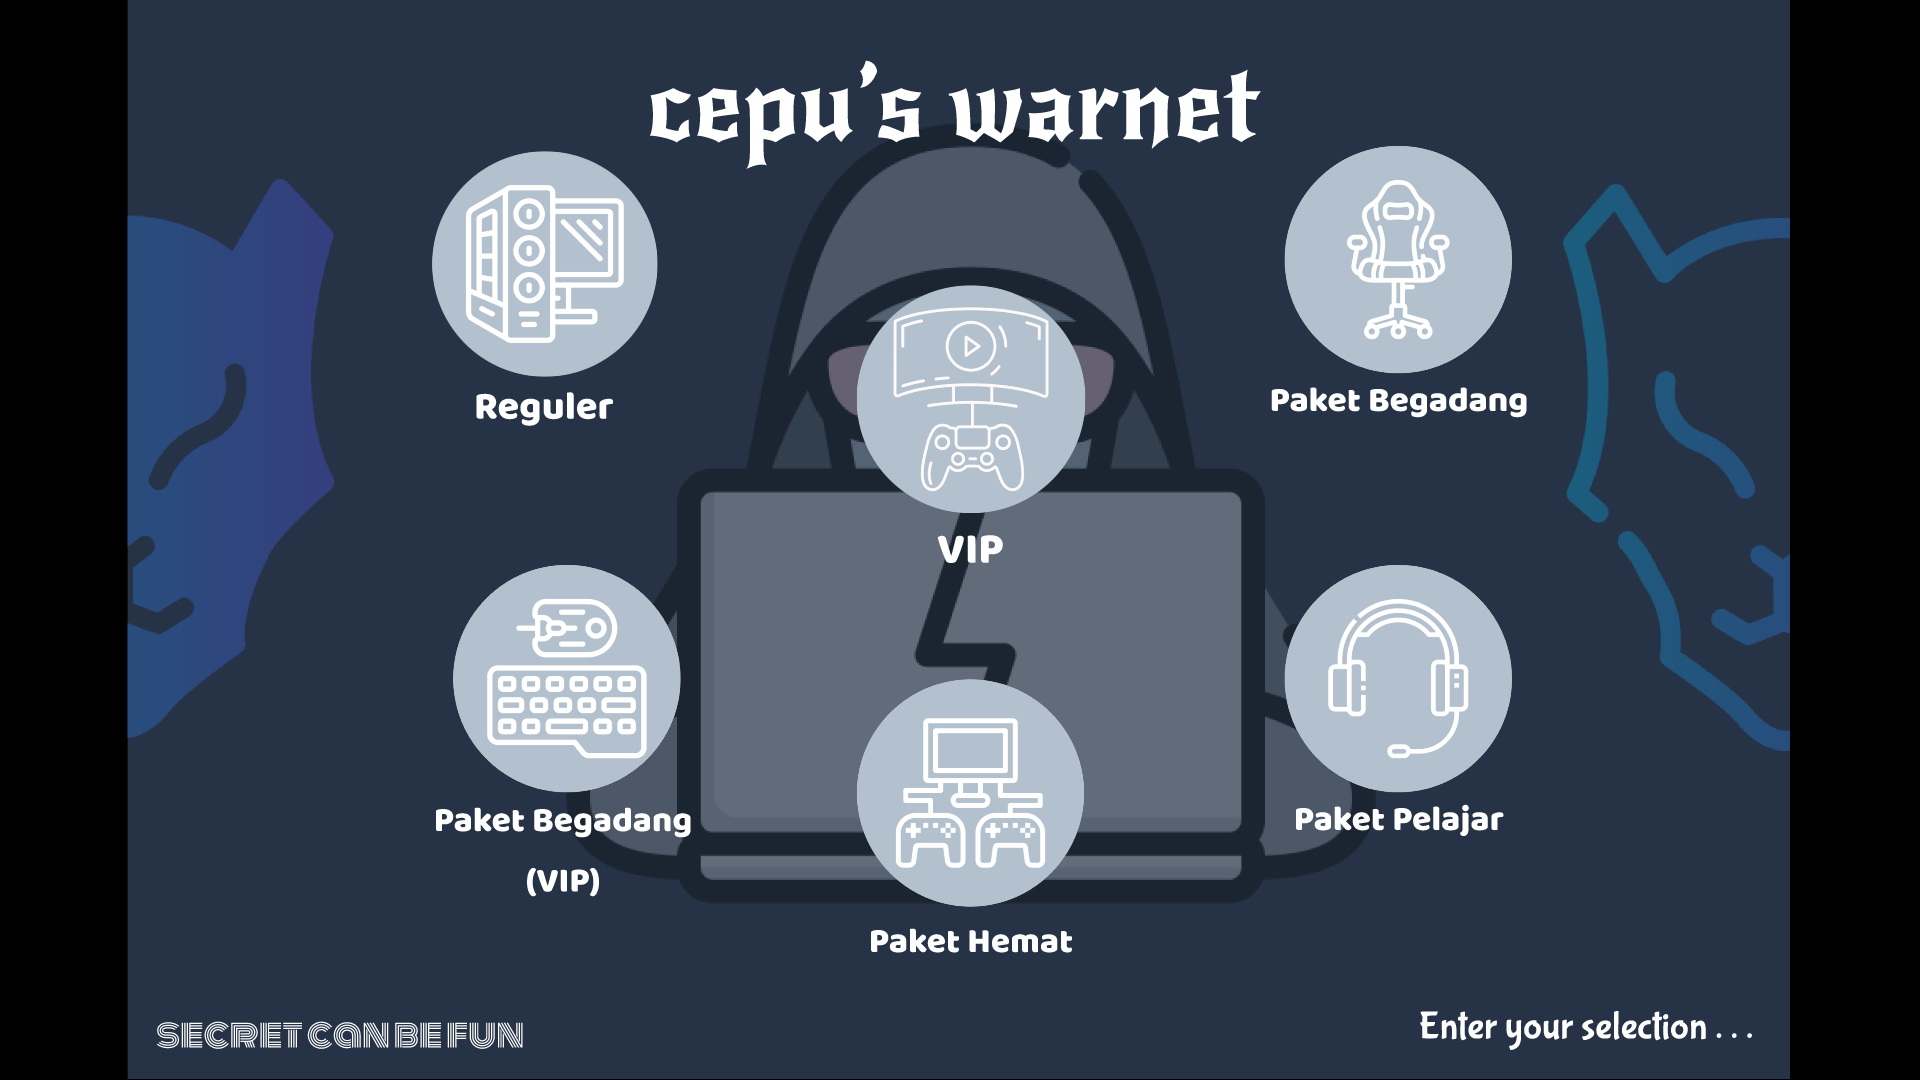 cepu's warnet
Reguler
Paket Begadang
VIP
Paket Begadang
(VIP)
Paket Pelajar
Paket Hemat
SECRET CAN BE FUN
Enter your selection . . .